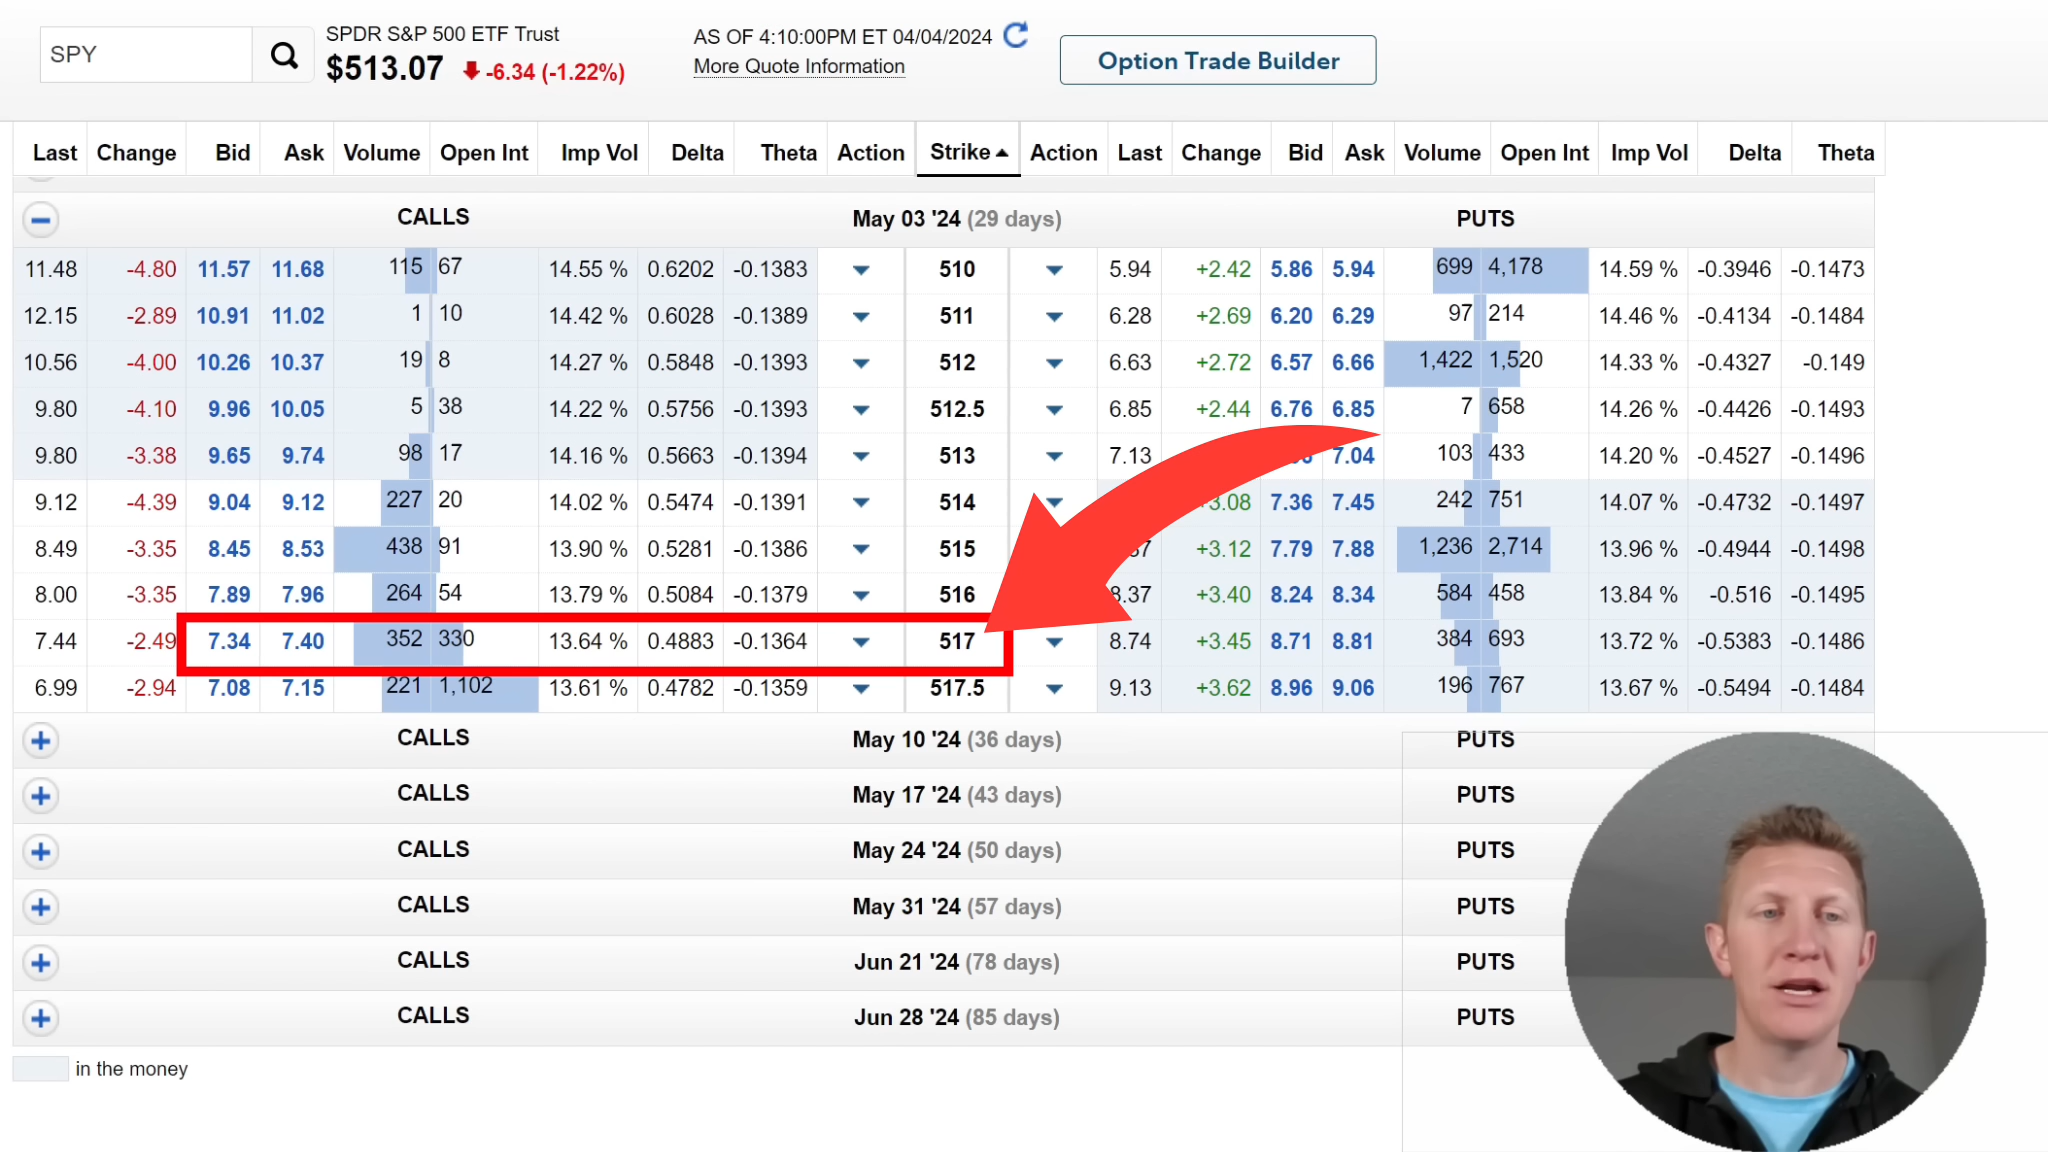 SPY
SPDR S&P 500 ETF Trust
$513.07 -6.34 (-1.22%)
AS OF 4:10:00PM ET 04/04/2024
More Quote Information
Option Trade Builder
Last Change Bid Ask Volume Open Int Imp Vol Delta Theta Action Strike Action Last Change Bid Ask Volume Open Int Imp Vol Delta Theta
CALLS May 03 '24 (29 days) PUTS
11.48 -4.80 11.57 11.68 115 67 14.55 % 0.6202 -0.1383 510 5.94 +2.42 5.86 5.94 699 4,178 14.59 % -0.3946 -0.1473
12.15 -2.89 10.91 11.02 1 10 14.42 % 0.6028 -0.1389 511 6.28 +2.69 6.20 6.29 97 214 14.46 % -0.4134 -0.1484
10.56 -4.00 10.26 10.37 19 8 14.27 % 0.5848 -0.1393 512 6.63 +2.72 6.57 6.66 1,422 1,520 14.33 % -0.4327 -0.149
9.80 -4.10 9.96 10.05 5 38 14.22 % 0.5756 -0.1393 512.5 6.85 +2.44 6.76 6.85 7 658 14.26 % -0.4426 -0.1493
9.80 -3.38 9.65 9.74 98 17 14.16 % 0.5663 -0.1394 513 7.13 7.04 103 433 14.20 % -0.4527 -0.1496
9.12 -4.39 9.04 9.12 227 20 14.02 % 0.5474 -0.1391 514 +3.08 7.36 7.45 242 751 14.07 % -0.4732 -0.1497
8.49 -3.35 8.45 8.53 438 91 13.90 % 0.5281 -0.1386 515 +3.12 7.79 7.88 1,236 2,714 13.96 % -0.4944 -0.1498
8.00 -3.35 7.89 7.96 264 54 13.79 % 0.5084 -0.1379 516 8.37 +3.40 8.24 8.34 584 458 13.84 % -0.516 -0.1495
7.44 -2.49 7.34 7.40 352 330 13.64 % 0.4883 -0.1364 517 8.74 +3.45 8.71 8.81 384 693 13.72 % -0.5383 -0.1486
6.99 -2.94 7.08 7.15 221 1,102 13.61 % 0.4782 -0.1359 517.5 9.13 +3.62 8.96 9.06 196 767 13.67 % -0.5494 -0.1484
CALLS May 10 '24 (36 days) PUTS
CALLS May 17 '24 (43 days) PUTS
CALLS May 24 '24 (50 days) PUTS
CALLS May 31 '24 (57 days) PUTS
CALLS Jun 21 '24 (78 days) PUTS
CALLS Jun 28 '24 (85 days) PUTS
in the money